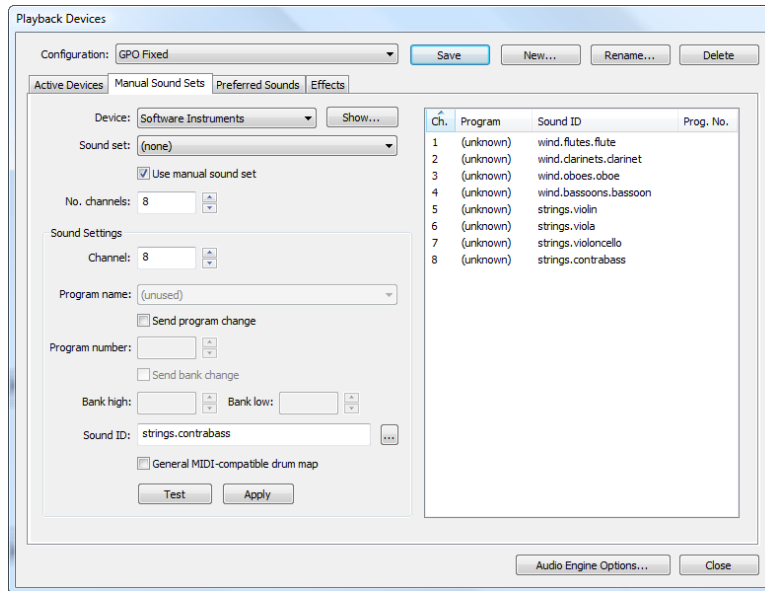 Playback Devices
Configuration: GPO Fixed Save New... Rename... Delete
Active Devices Manual Sound Sets Preferred Sounds Effects
Device: Software Instruments Show...
Sound set: (none)
Use manual sound set
No. channels: 8
Sound Settings
Channel: 8
Program name: (unused)
Send program change
Program number:
Send bank change
Bank high: Bank low:
Sound ID: strings.contrabass ...
General MIDI-compatible drum map
Test Apply
Ch. Program Sound ID Prog. No.
1 (unknown) wind.flutes.flute
2 (unknown) wind.clarinets.clarinet
3 (unknown) wind.oboes.oboe
4 (unknown) wind.bassoons.bassoon
5 (unknown) strings.violin
6 (unknown) strings.viola
7 (unknown) strings.violoncello
8 (unknown) strings.contrabass
Audio Engine Options... Close